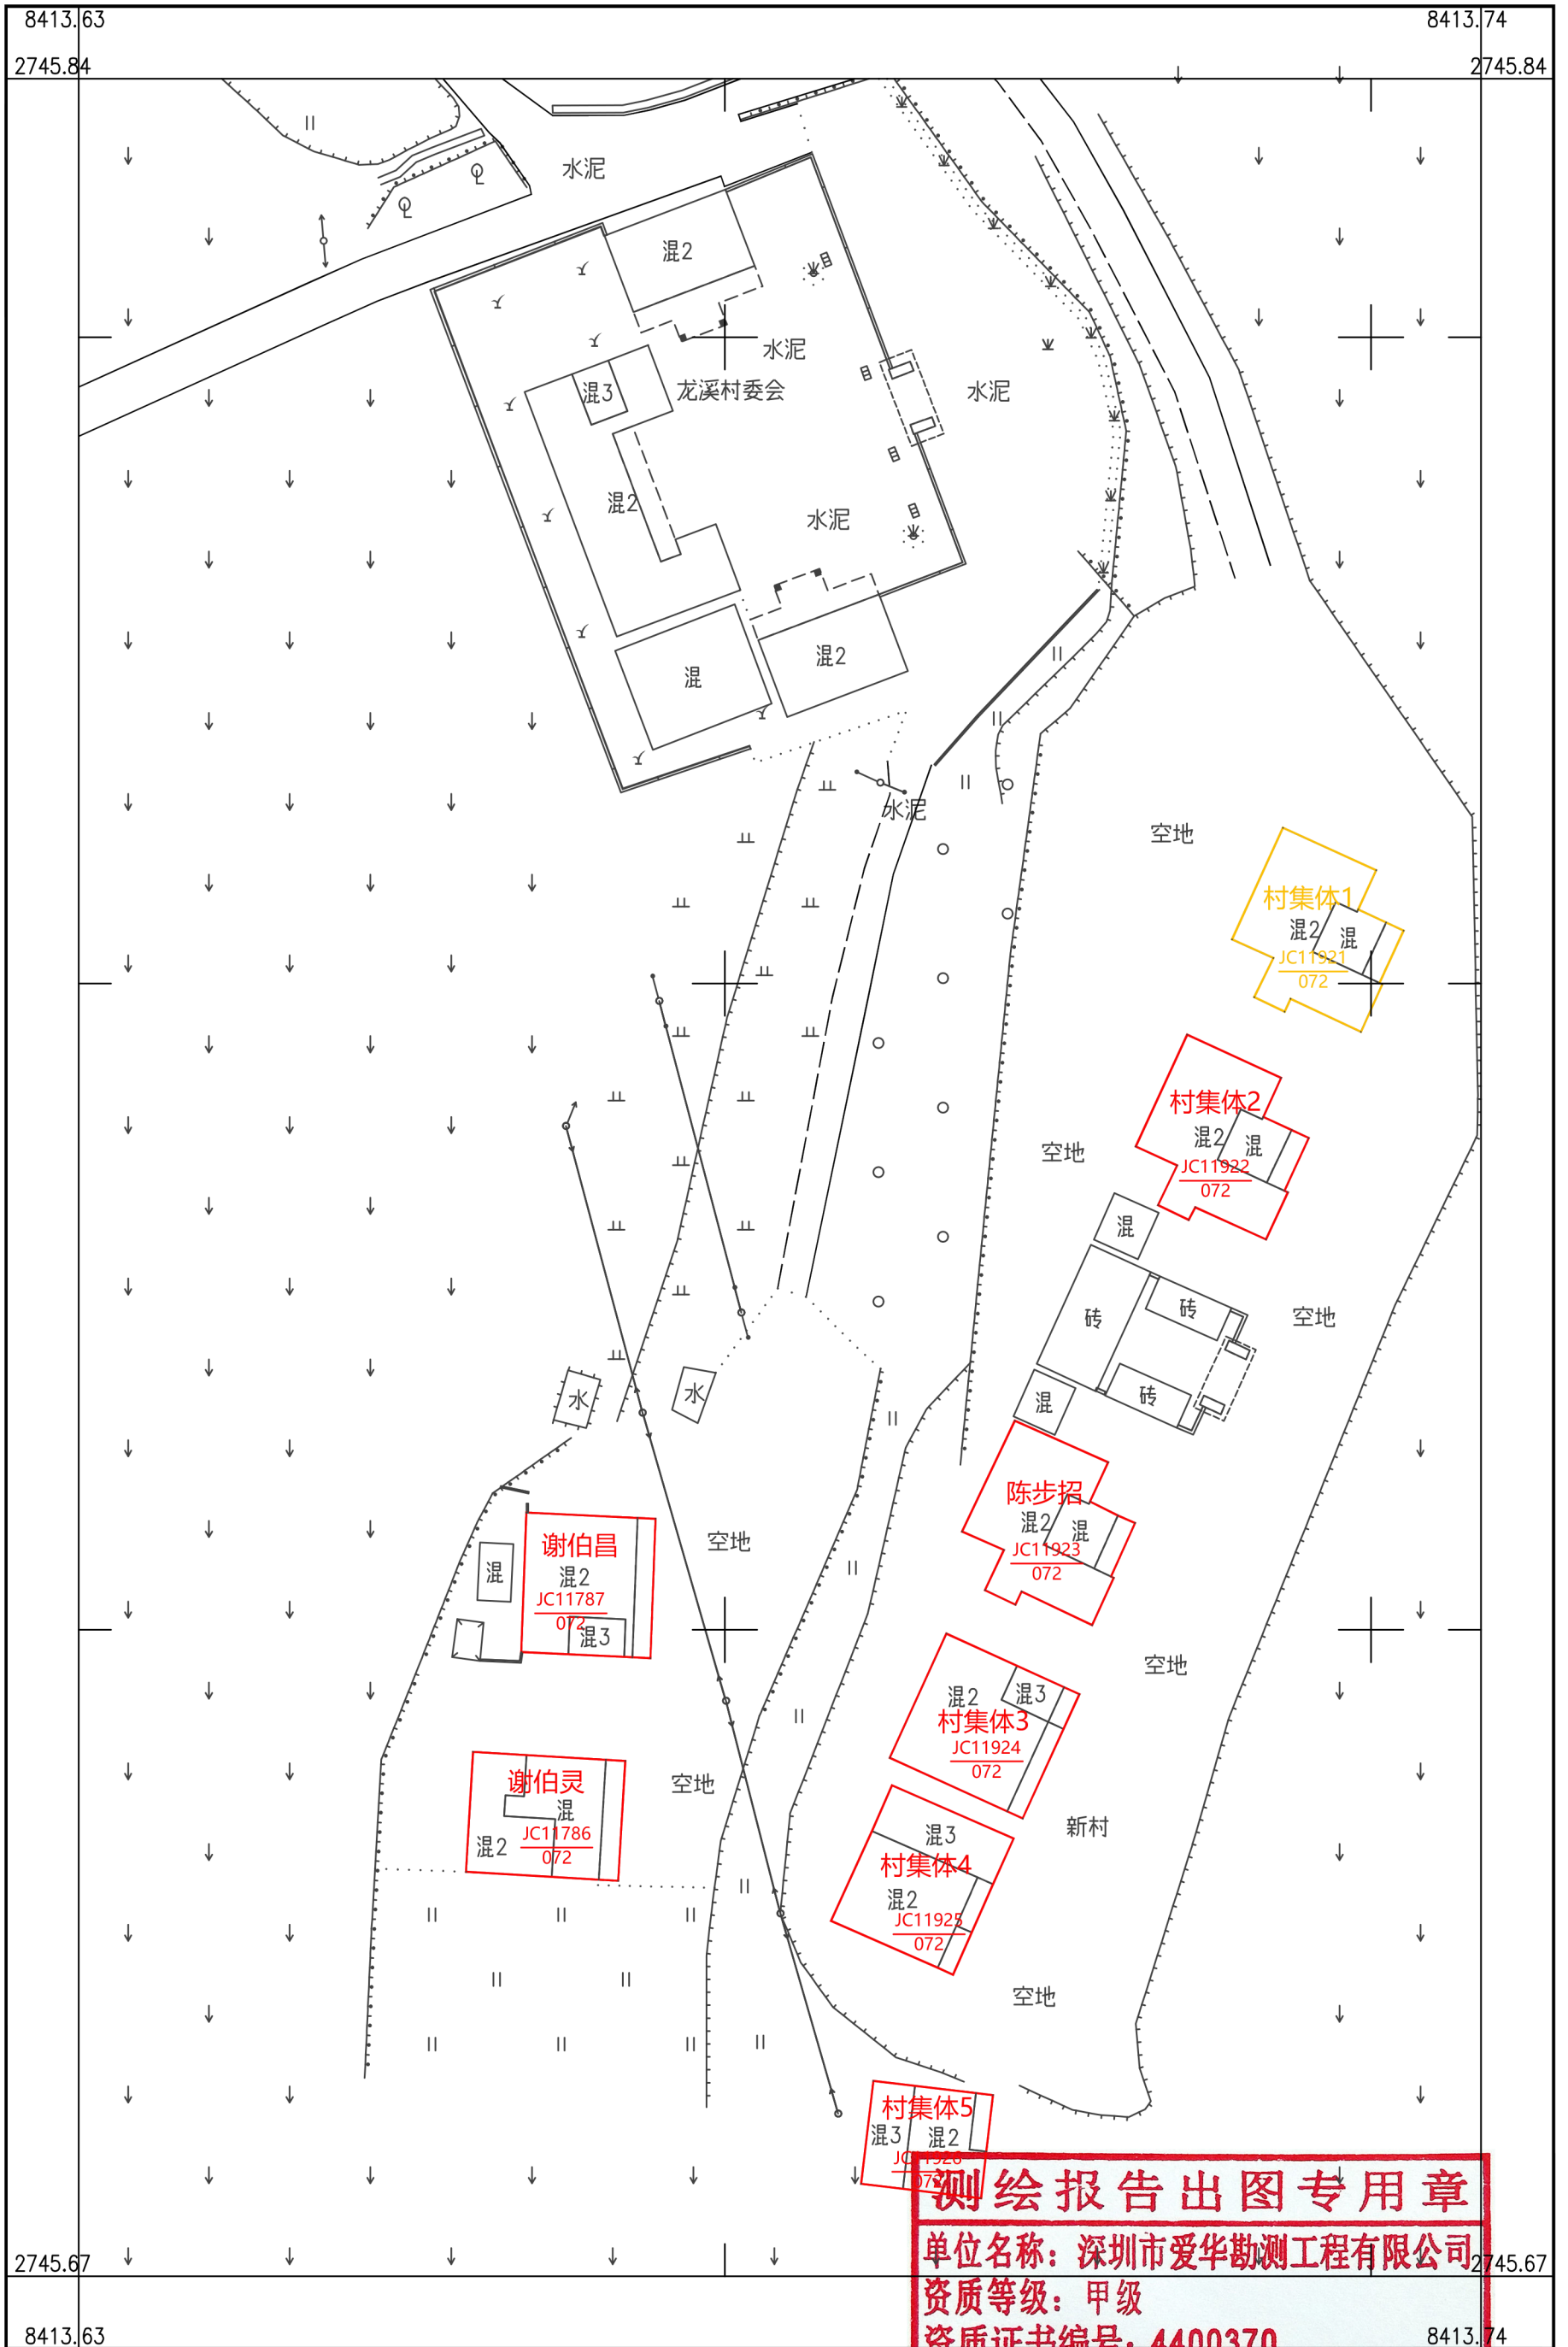 8413.63
8413.74
2745.84
2745.84
水泥
混2
水泥
龙溪村委会
混3
水泥
混2
水泥
混2
混
水泥
空地
村集体1
混2
混
JC11921
072
村集体2
混2
混
空地
JC11922
072
混
砖
砖
空地
砖
混
水
水
陈步招
混2
混
JC11923
072
谢伯昌
空地
混
混2
JC11787
072
混3
空地
混2
混3
村集体3
JC11924
072
谢伯灵
空地
混
混2
JC11786
072
新村
混3
村集体4
混2
JC11925
072
空地
村集体5
混3
混2
072
测绘报告出图专用章
单位名称：深圳市爱华勘测工程有限公司
2745.67
2745.67
资质等级：甲级
资质证书编号：4400370
8413.63
8413.74